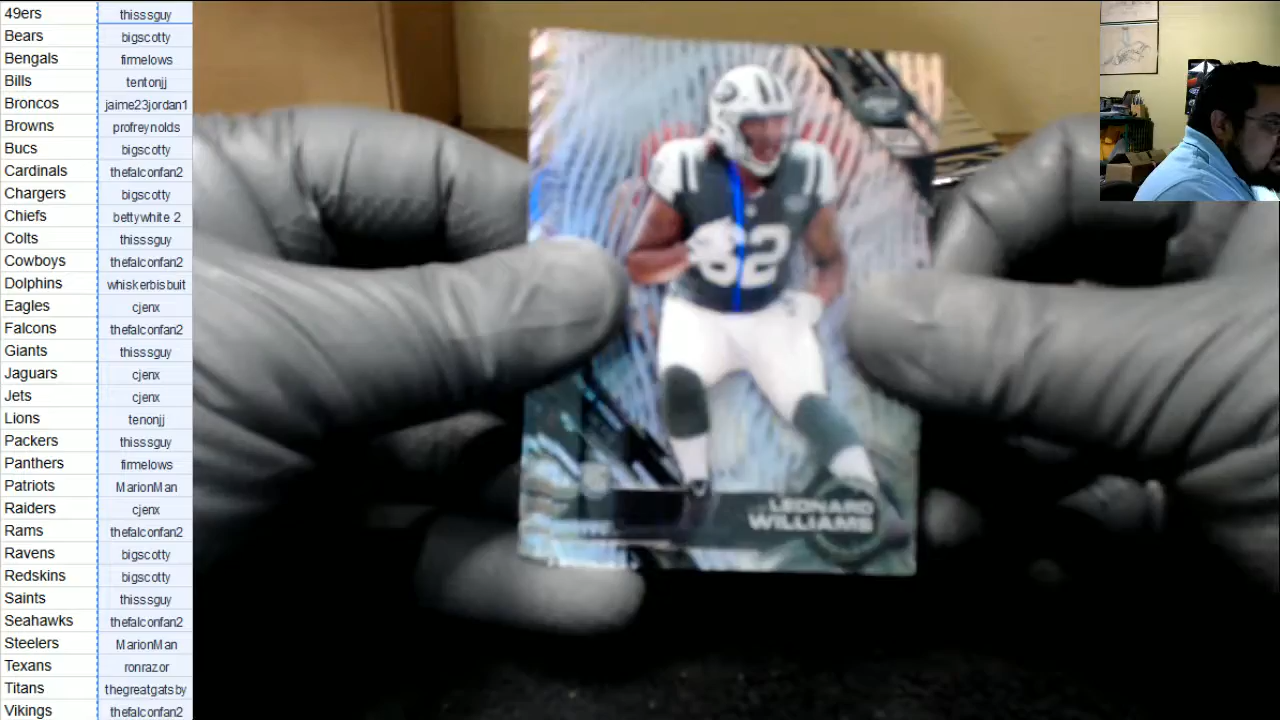 49ers thisssguy
Bears bigscotty
Bengals firmelows
Bills tentonjj
Broncos jaime23jordan1
Browns profreynolds
Bucs bigscotty
Cardinals thefalconfan2
Chargers bigscotty
Chiefs bettywhite 2
Colts thisssguy
Cowboys thefalconfan2
Dolphins whiskerbisbuit
Eagles cjenx
Falcons thefalconfan2
Giants thisssguy
Jaguars cjenx
Jets cjenx
Lions tenonjj
Packers thisssguy
Panthers firmelows
Patriots MarionMan
Raiders cjenx
Rams thefalconfan2
Ravens bigscotty
Redskins bigscotty
Saints thisssguy
Seahawks thefalconfan2
Steelers MarionMan
Texans ronrazor
Titans thegreatgatsby
Vikings thefalconfan2
62
LEONARD
WILLIAMS